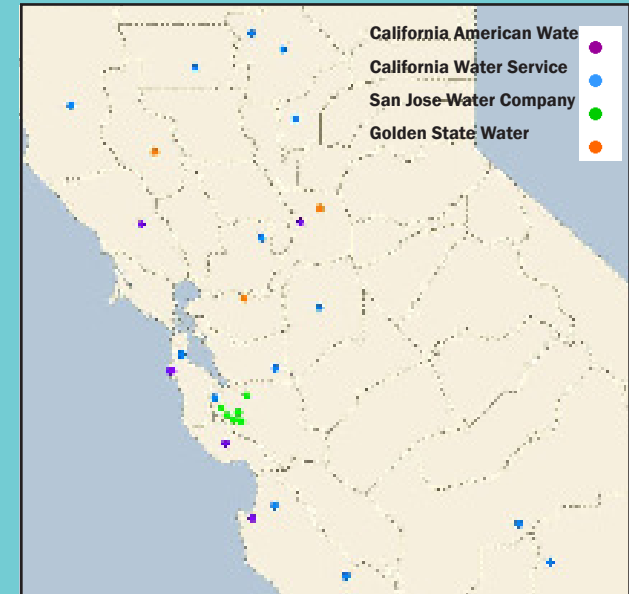 California American Wate
California Water Service
San Jose Water Company
Golden State Water